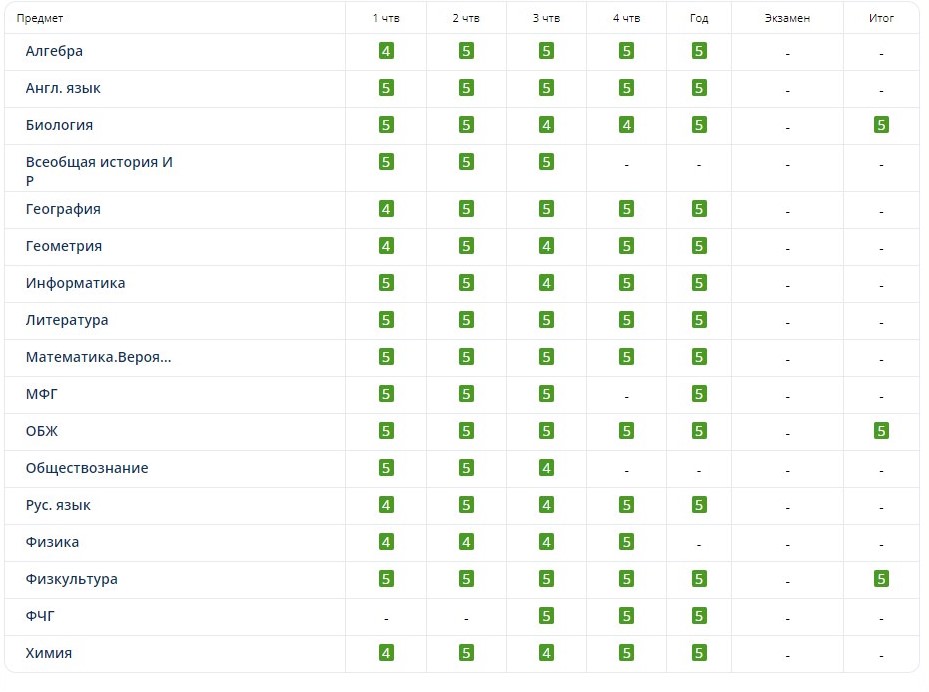 Предмет 1 чтв 2 чтв 3 чтв 4 чтв Год Экзамен Итог
Алгебра 4 5 5 5 5 - -
Англ. язык 5 5 5 5 5 - -
Биология 5 5 4 4 5 - 5
Всеобщая история И 5 5 5 - - - -
Р
География 4 5 5 5 5 - -
Геометрия 4 5 4 5 5 - -
Информатика 5 5 4 5 5 - -
Литература 5 5 5 5 5 - -
Математика.Вероя... 5 5 5 5 5 - -
МФГ 5 5 5 - 5 - -
ОБЖ 5 5 5 5 5 - 5
Обществознание 5 5 4 - - - -
Рус. язык 4 5 4 5 5 - -
Физика 4 4 4 5 - - -
Физкультура 5 5 5 5 5 - 5
ФЧГ - - 5 5 5 - -
Химия 4 5 4 5 5 - -